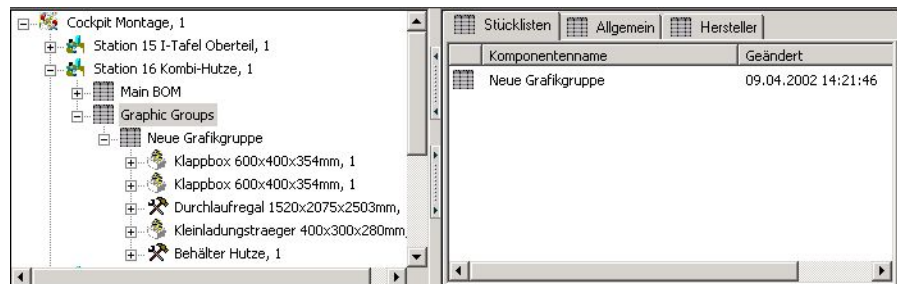 Cockpit Montage, 1
Station 15 I-Tafel Oberteil, 1
Station 16 Kombi-Hutze, 1
Main BOM
Graphic Groups
Neue Grafikgruppe
Klappbox 600x400x354mm, 1
Klappbox 600x400x354mm, 1
Durchlaufregal 1520x2075x2503mm,
Kleinladungstraeger 400x300x280mm,
Behälter Hutze, 1
Stücklisten Allgemein Hersteller
Komponentenname Geändert
Neue Grafikgruppe 09.04.2002 14:21:46